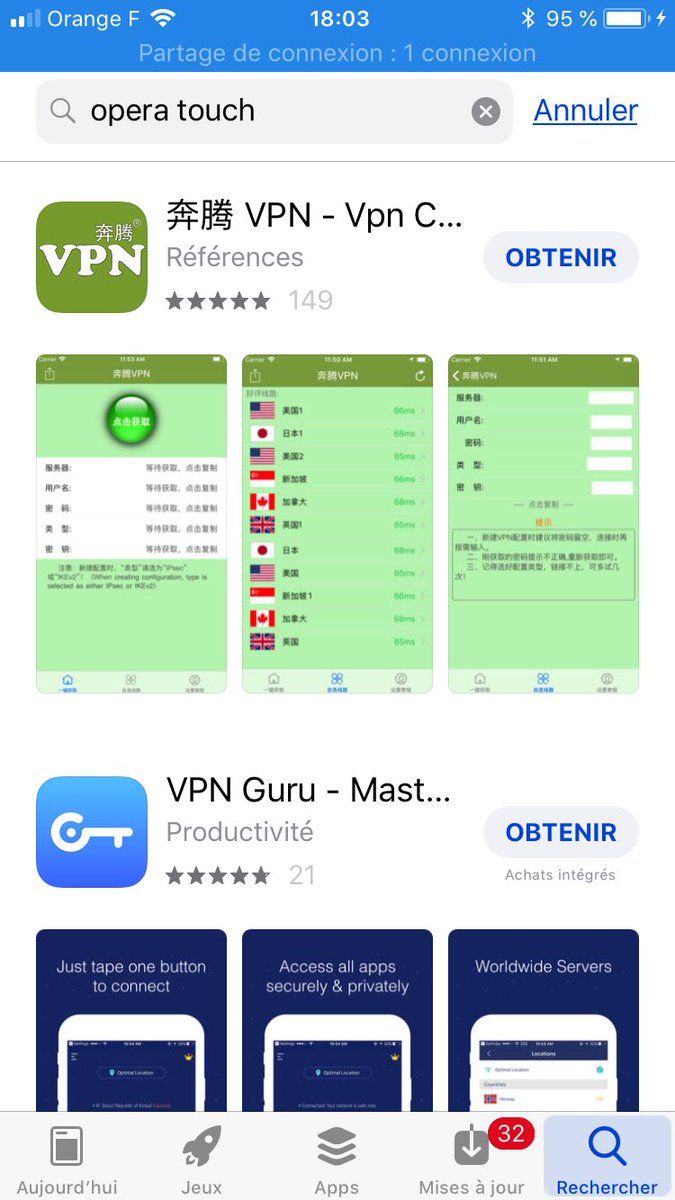 Orange F 18:03 95 %
Partage de connexion : 1 connexion
opera touch Annuler
奔腾 VPN - Vpn C...
Références
OBTENIR
149
奔腾®
VPN
Carrier 11:53 AM
奔腾VPN
点击获取
服务器: 等待获取,点击复制
用户名: 等待获取,点击复制
密 码: 等待获取,点击复制
类 型: 等待获取,点击复制
密 钥: 等待获取,点击复制
注意:新建配置时,"类型"请选为"IPsec"
或"IKEv2"!(When creating configuration, type is
selected as either IPsec or IKEv2)
一键获取 自选线路 设置教程
Carrier 11:50 AM
奔腾VPN
好评线路:
美国1 66ms
日本1 68ms
美国2 65ms
新加坡 66ms
加拿大 68ms
英国1 65ms
日本 68ms
美国 66ms
新加坡1 66ms
加拿大 68ms
英国 65ms
一键获取 自选线路 设置教程
Carrier 11:51 AM
奔腾VPN
服务器:
用户名:
密码:
类 型:
密 钥:
点击复制
提示
一、新建VPN配置时建议将密码留空,连接时再
按需输入。
二、刚获取的密码提示不正确,重新获取即可。
三、记得选好配置类型,链接不上,可多试几
次!
一键获取 自选线路 设置教程
VPN Guru - Mast...
Productivité
OBTENIR
21
Achats intégrés
Just tape one button
to connect
Optimal Location
Access all apps
securely & privately
Optimal Location
Connected! Your network is safe now.
Worldwide Servers
Locations
Optimal Location
Countries
Norway
32
Aujourd'hui Jeux Apps Mises à jour Rechercher